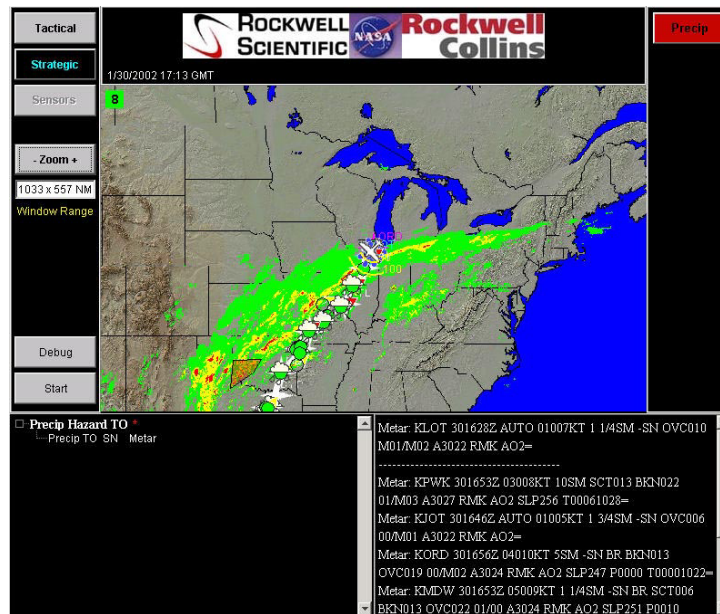 Tactical
Strategic
Sensors
- Zoom +
1033 x 557 NM
Window Range
Debug
Start
ROCKWELL
SCIENTIFIC
NASA
Rockwell
Collins
1/30/2002 17:13 GMT
8
100
Precip
Precip Hazard TO *
Precip TO SN Metar
Metar: KLOT 301628Z AUTO 01007KT 1 1/4SM -SN OVC010
M01/M02 A3022 RMK AO2=
----------------------------------------
Metar: KPWK 301653Z 03008KT 10SM SCT013 BKN022
01/M03 A3027 RMK AO2 SLP256 T00061028=
Metar: KJOT 301646Z AUTO 01005KT 1 3/4SM -SN OVC006
00/M01 A3022 RMK AO2=
Metar: KORD 301656Z 04010KT 5SM -SN BR BKN013
OVC019 00/M02 A3024 RMK AO2 SLP247 P0000 T00001022=
Metar: KMDW 301653Z 05009KT 1 1/4SM -SN BR SCT006
BKN013 OVC022 01/00 A3024 RMK AO2 SLP251 P0010